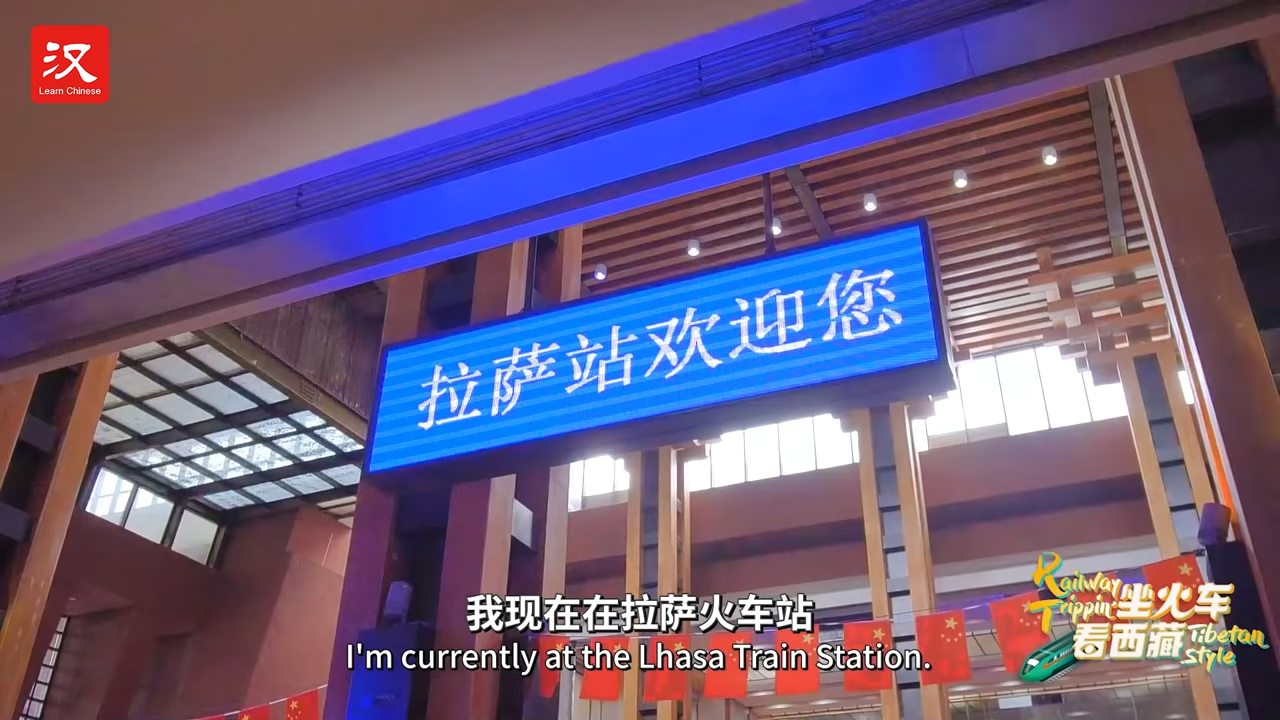 汉
Learn Chinese
拉萨站欢迎您
我现在在拉萨火车站
I'm currently at the Lhasa Train Station.
Railway
Trippin'
坐火车
看西藏
Tibetan
Style